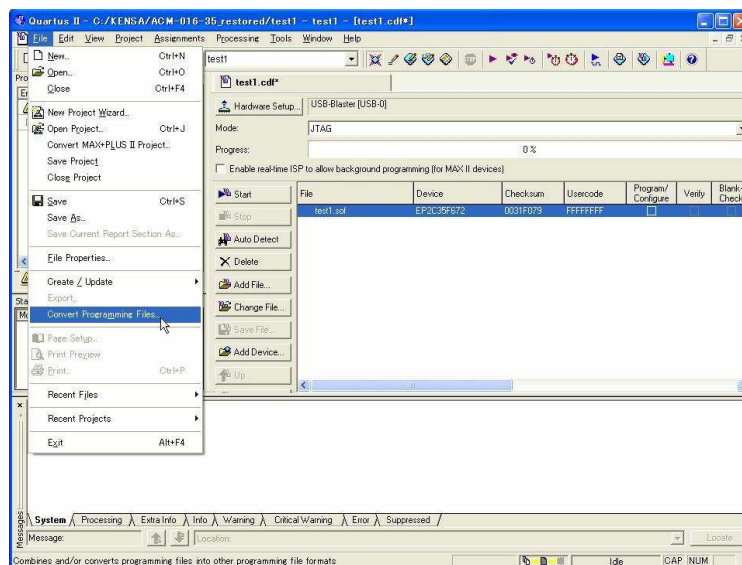 Quartus II - C:/KENSA/ACM-016-35_restored/test1 - test1 - [test1.cdf*]
File Edit View Project Assignments Processing Tools Window Help
New... Ctrl+N
Open... Ctrl+O
Close Ctrl+F4
New Project Wizard...
Open Project... Ctrl+J
Convert MAX+PLUS II Project...
Save Project
Close Project
Save Ctrl+S
Save As...
Save Current Report Section As...
File Properties...
Create / Update
Export...
Convert Programming Files...
Page Setup...
Print Preview
Print... Ctrl+P
Recent Files
Recent Projects
Exit Alt+F4
test1
test1.cdf*
Hardware Setup... USB-Blaster [USB-0]
Mode: JTAG
Progress: 0 %
Enable real-time ISP to allow background programming (for MAX II devices)
Start
Stop
Auto Detect
Delete
Add File...
Change File...
Save File...
Add Device...
Up
File Device Checksum Usercode Program/ Configure Verify Blank- Check
test1.sof EP2C35F672 0031F079 FFFFFFFF
System Processing Extra Info Info Warning Critical Warning Error Suppressed
Messages
Message: Location: Locate
Combines and/or converts programming files into other programming file formats Idle CAP NUM